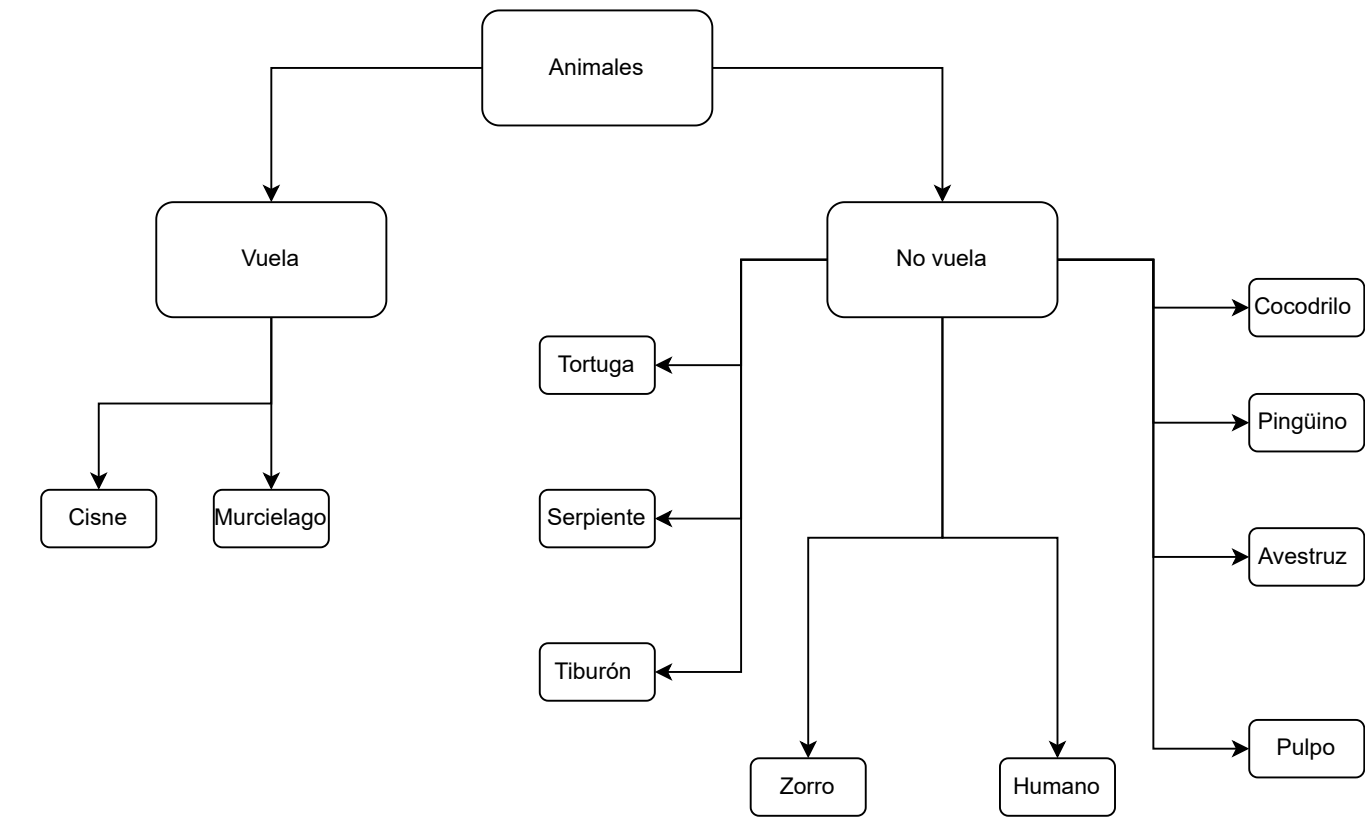 Animales
Vuela
No vuela
Cocodrilo
Tortuga
Pingüino
Cisne
Murcielago
Serpiente
Avestruz
Tiburón
Pulpo
Zorro
Humano